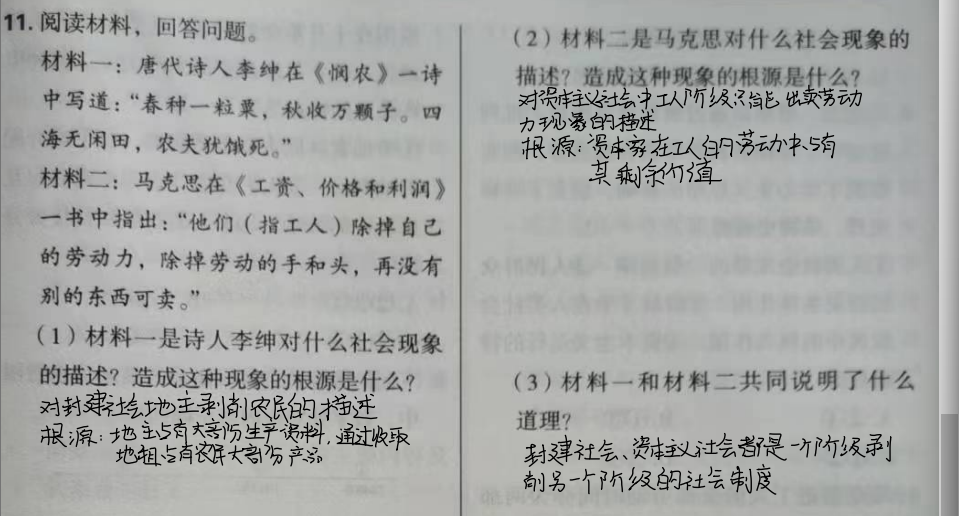 11. 阅读材料，回答问题。
材料一：唐代诗人李绅在《悯农》一诗
中写道：“春种一粒粟，秋收万颗子。四
海无闲田，农夫犹饿死。”
材料二：马克思在《工资、价格和利润》
一书中指出：“他们（指工人）除掉自己
的劳动力，除掉劳动的手和头，再没有
别的东西可卖。”
（1）材料一是诗人李绅对什么社会现象
的描述？造成这种现象的根源是什么？
对封建社会地主剥削农民的描述
根源：地主占有大部分生产资料，通过收取
地租占有农民大部分产品
（2）材料二是马克思对什么社会现象的
描述？造成这种现象的根源是什么？
对资本主义社会中工人阶级只能出卖劳动
力现象的描述
根源：资本家在工人的劳动中占有
其剩余价值
（3）材料一和材料二共同说明了什么
道理？
封建社会、资本主义社会都是一个阶级剥
削另一个阶级的社会制度